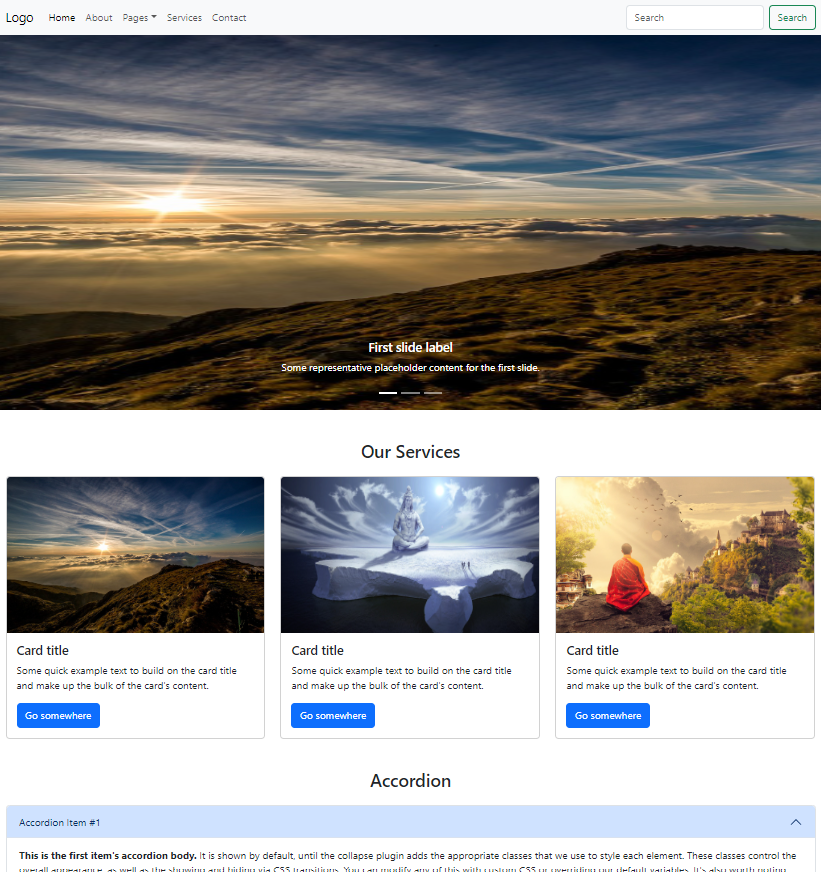 Logo Home About Pages Services Contact Search Search
First slide label
Some representative placeholder content for the first slide.
Our Services
Card title
Some quick example text to build on the card title
and make up the bulk of the card's content.
Go somewhere
Card title
Some quick example text to build on the card title
and make up the bulk of the card's content.
Go somewhere
Card title
Some quick example text to build on the card title
and make up the bulk of the card's content.
Go somewhere
Accordion
Accordion Item #1
This is the first item's accordion body. It is shown by default, until the collapse plugin adds the appropriate classes that we use to style each element. These classes control the
overall appearance, as well as the showing and hiding via CSS transitions. You can modify any of this with custom CSS or overriding our default variables. It's also worth noting